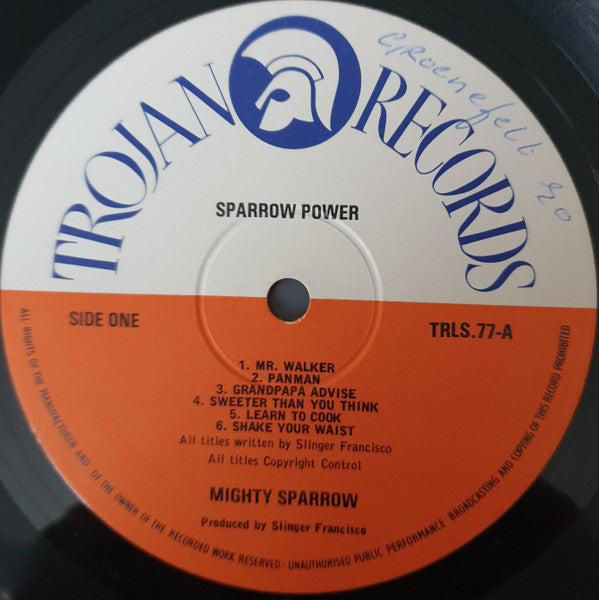 TROJAN RECORDS
SPARROW POWER
SIDE ONE
TRLS.77-A
1. MR. WALKER
2. PANMAN
3. GRANDPAPA ADVISE
4. SWEETER THAN YOU THINK
5. LEARN TO COOK
6. SHAKE YOUR WAIST
All titles written by Slinger Francisco
All titles Copyright Control
MIGHTY SPARROW
Produced by Slinger Francisco
ALL RIGHTS OF THE MANUFACTURER AND OF THE OWNER OF THE RECORDED WORK RESERVED · UNAUTHORISED PUBLIC PERFORMANCE BROADCASTING AND COPYING OF THIS RECORD PROHIBITED